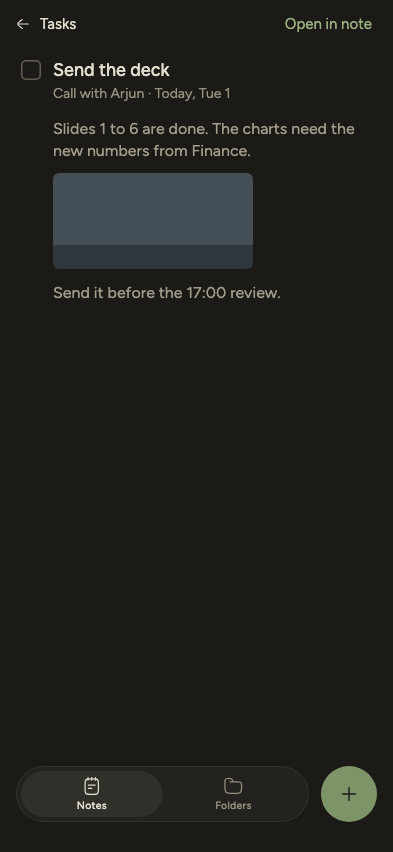 Tasks
Open in note
Send the deck
Call with Arjun · Today, Tue 1
Slides 1 to 6 are done. The charts need the
new numbers from Finance.
Send it before the 17:00 review.
Notes
Folders